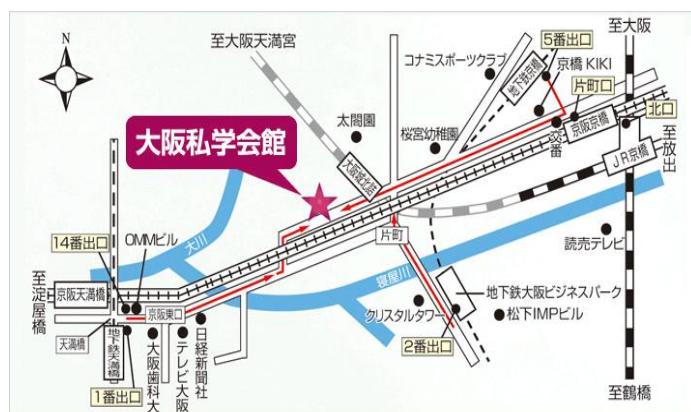 N
至大阪天満宮
コナミスポーツクラブ
5番出口
至大阪
地下鉄京橋
京橋 KIKI
片町口
大阪私学会館
太閤園
桜宮幼稚園
交番
京阪京橋
北口
JR京橋
至放出
大阪城北詰
14番出口
OMMビル
大川
片町
寝屋川
読売テレビ
至淀屋橋
京阪天満橋
京阪東口
天満橋
地下鉄天満橋
1番出口
大阪歯科大
テレビ大阪
日経新聞社
クリスタルタワー
2番出口
地下鉄大阪ビジネスパーク
松下IMPビル
至鶴橋